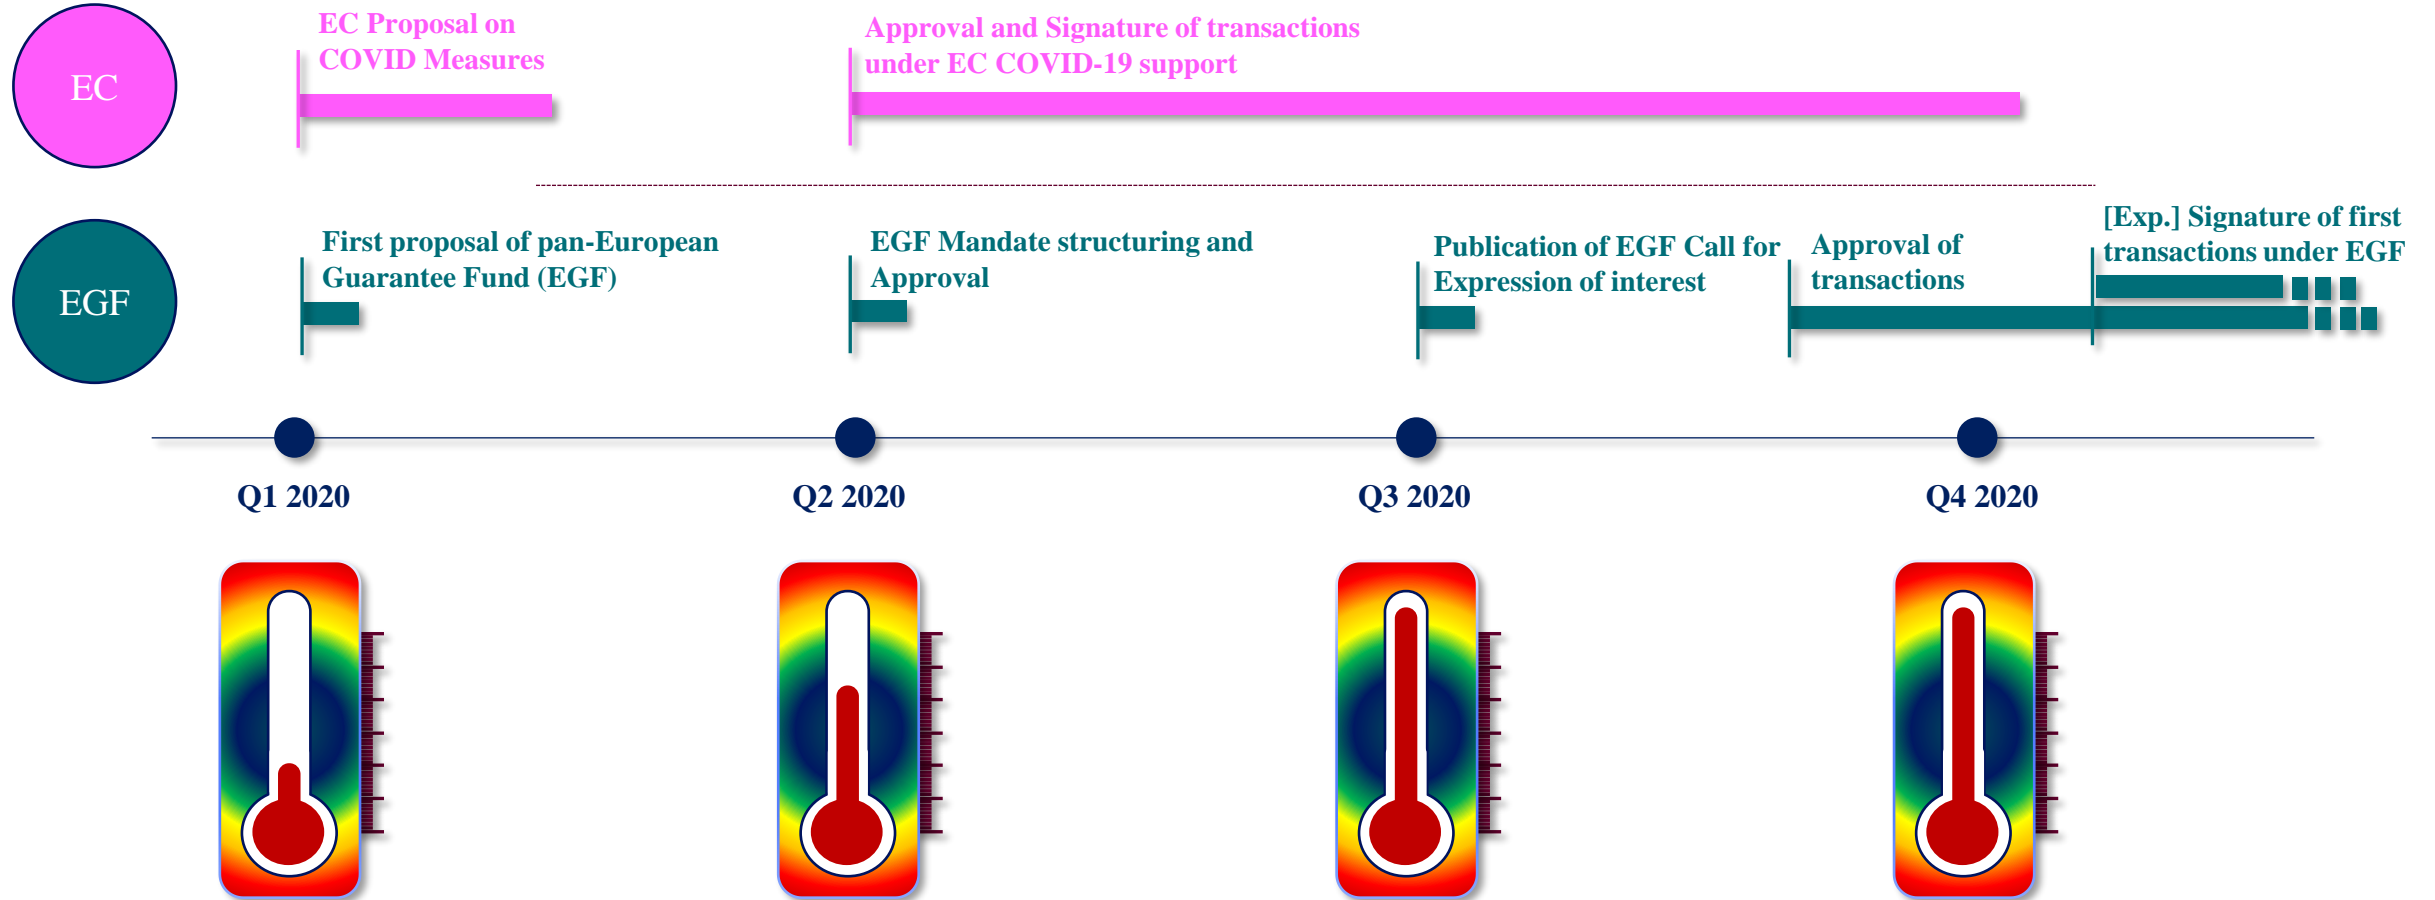 EC
EC Proposal on
COVID Measures
Approval and Signature of transactions
under EC COVID-19 support
EGF
First proposal of pan-European
Guarantee Fund (EGF)
EGF Mandate structuring and
Approval
Publication of EGF Call for
Expression of interest
Approval of
transactions
[Exp.] Signature of first
transactions under EGF
Q1 2020
Q2 2020
Q3 2020
Q4 2020